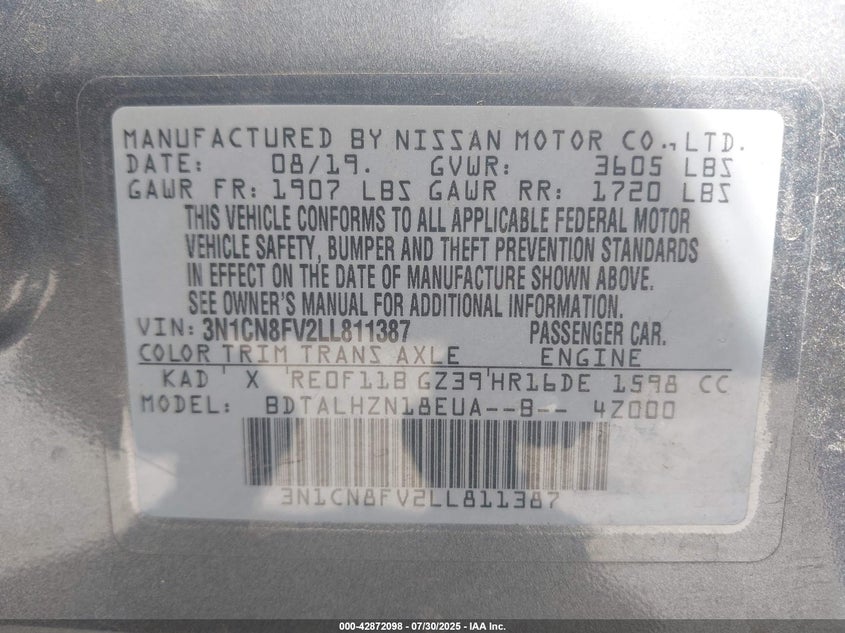 MANUFACTURED BY NISSAN MOTOR CO., LTD.
DATE: 08/19. GVWR: 3605 LBS
GAWR FR: 1907 LBS GAWR RR: 1720 LBS
THIS VEHICLE CONFORMS TO ALL APPLICABLE FEDERAL MOTOR
VEHICLE SAFETY, BUMPER AND THEFT PREVENTION STANDARDS
IN EFFECT ON THE DATE OF MANUFACTURE SHOWN ABOVE.
SEE OWNER'S MANUAL FOR ADDITIONAL INFORMATION.
VIN: 3N1CN8FV2LL811387 PASSENGER CAR.
COLOR TRIM TRANS AXLE ENGINE
KAD X RE0F11B GZ39 HR16DE 1598 CC
MODEL: BDTALHZN18EUA--B-- 4Z000
3N1CN8FV2LL811387
000-42872098 | 07/30/2025 - IAA Inc.